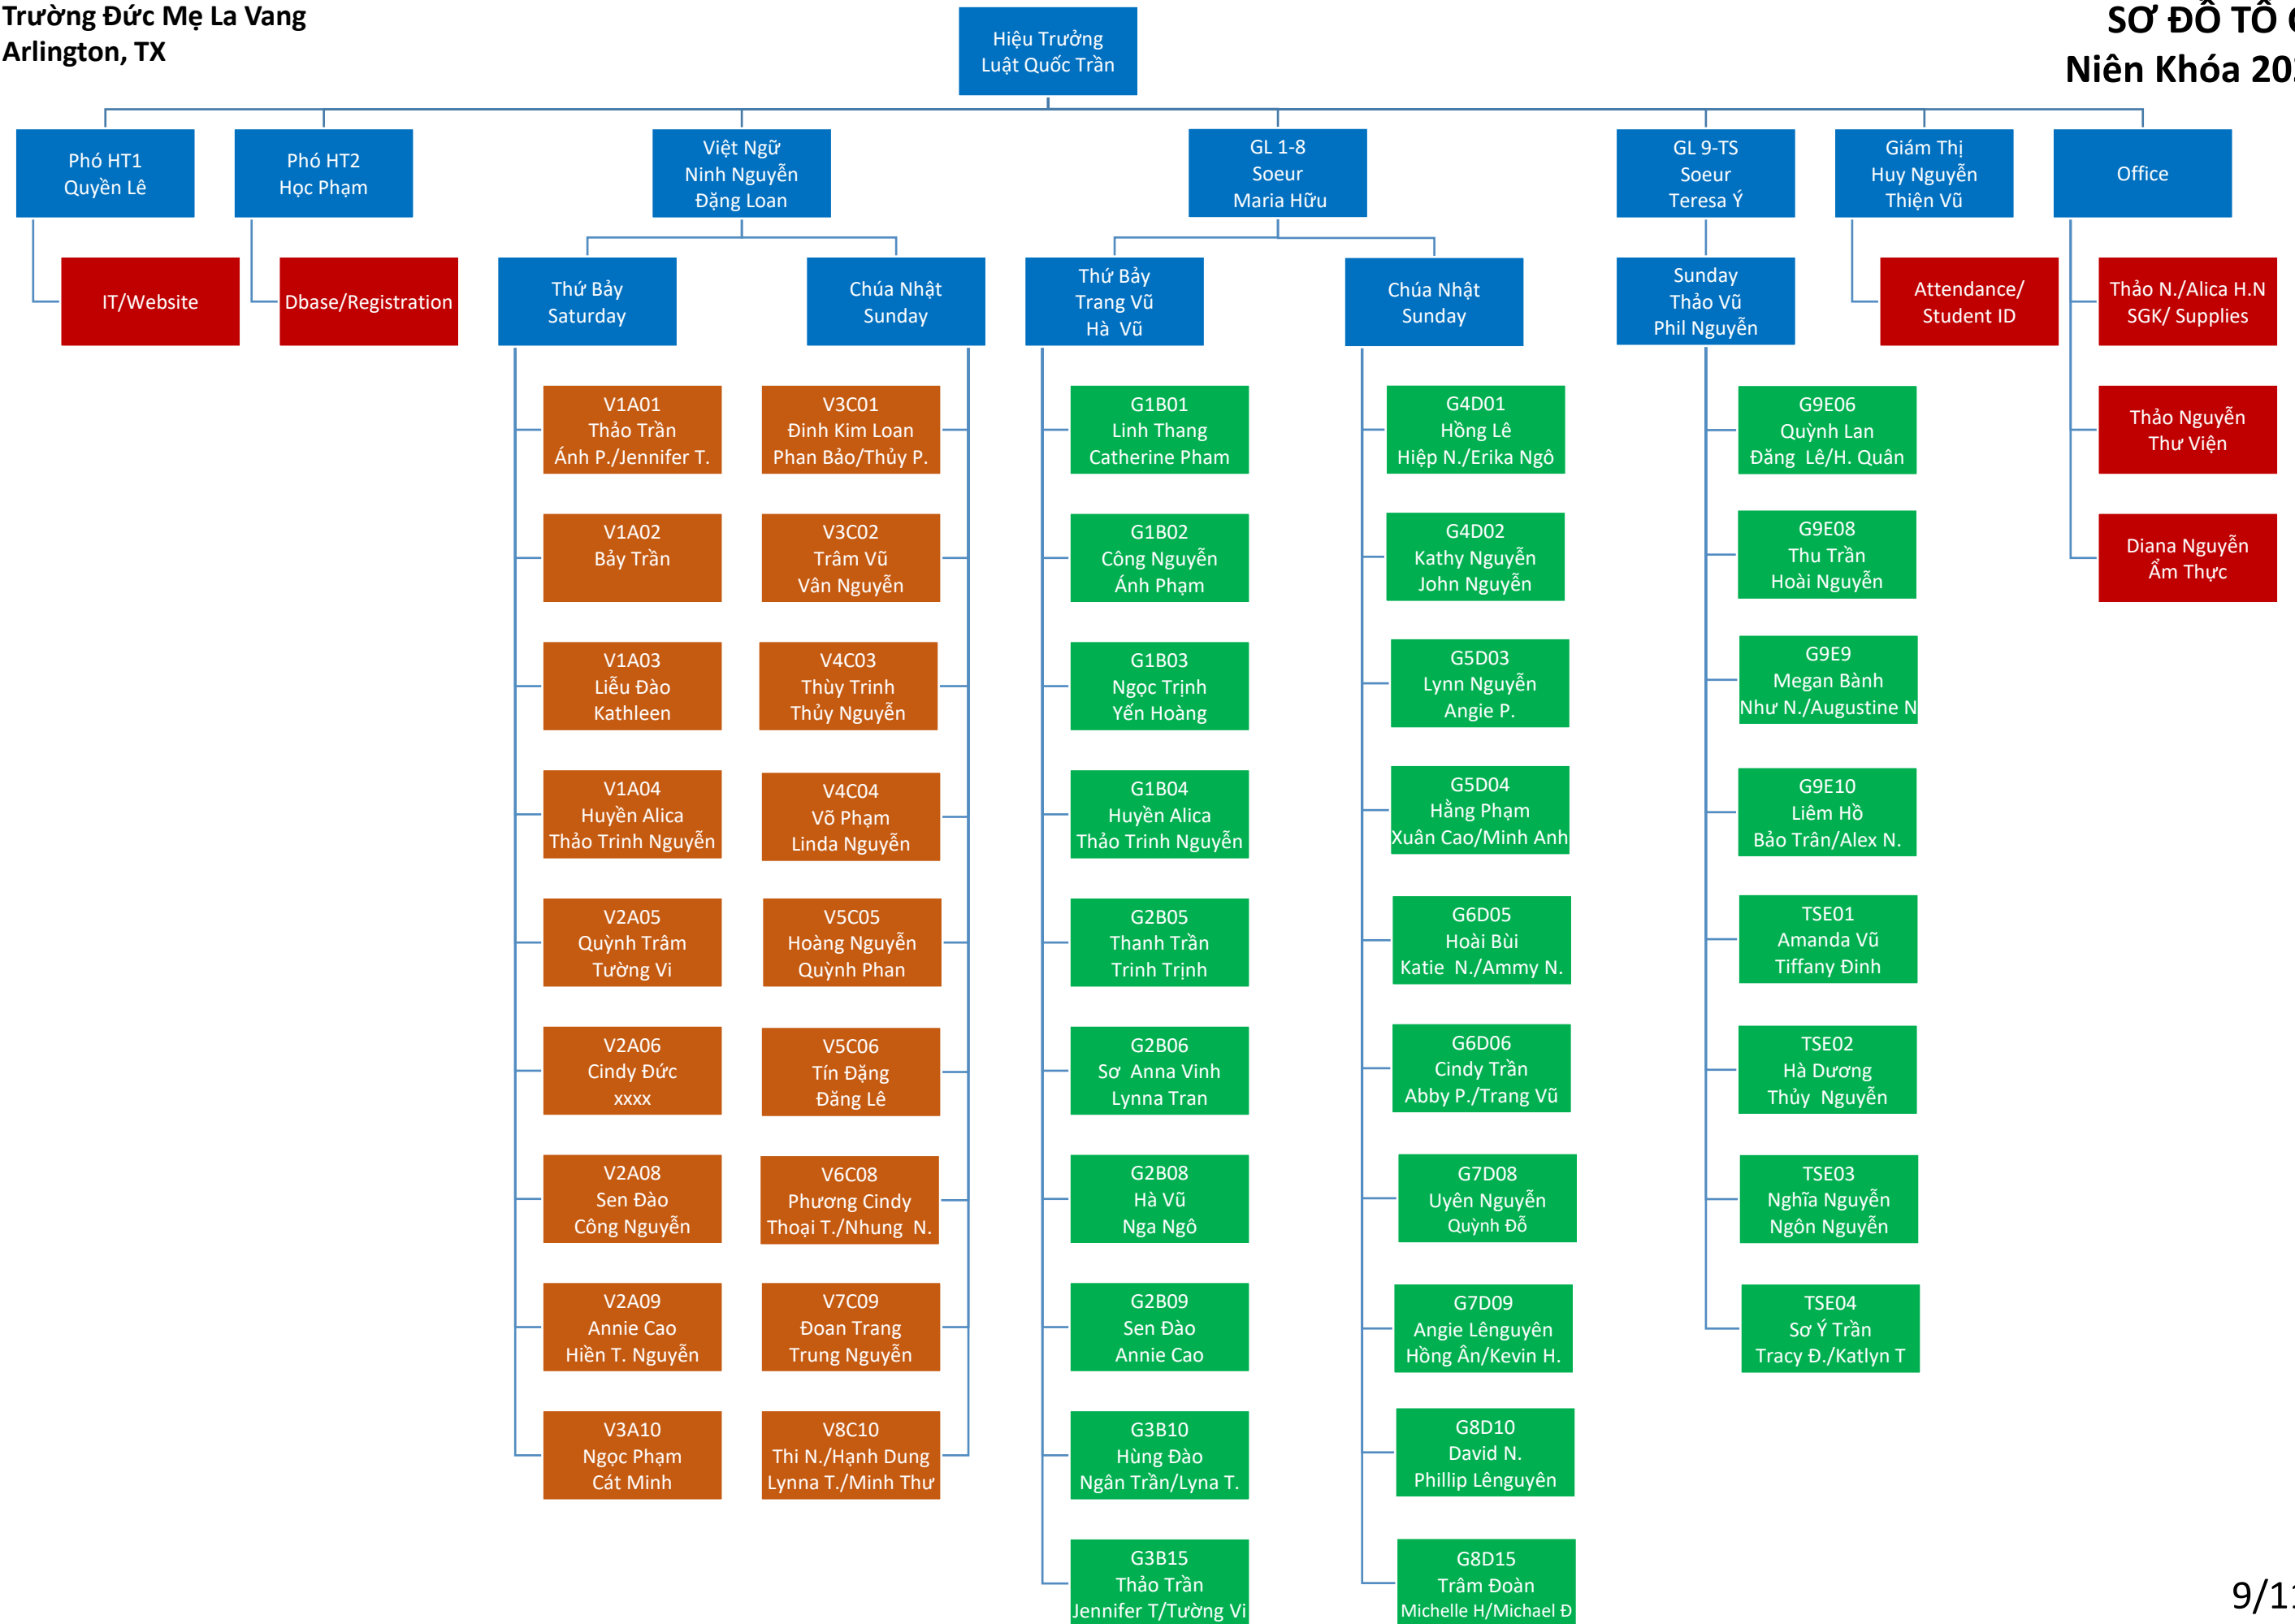 Trường Đức Mẹ La Vang
Arlington, TX
SƠ ĐỒ TỔ
Niên Khóa
Hiệu Trưởng
Luật Quốc Trần
Phó HT1
Quyền Lê
Phó HT2
Học Phạm
Việt Ngữ
Ninh Nguyễn
Đặng Loan
GL 1-8
Soeur
Maria Hữu
GL 9-TS
Soeur
Teresa Ý
Giám Thị
Huy Nguyễn
Thiện Vũ
Office
IT/Website
Dbase/Registration
Thứ Bảy
Saturday
Chúa Nhật
Sunday
Thứ Bảy
Trang Vũ
Hà Vũ
Chúa Nhật
Sunday
Sunday
Thảo Vũ
Phil Nguyễn
Attendance/
Student ID
Thảo N./Alica H.N
SGK/ Supplies
Thảo Nguyễn
Thư Viện
Diana Nguyễn
Ẩm Thực
V1A01
Thảo Trần
Ánh P./Jennifer T.
V1A02
Bảy Trần
V1A03
Liễu Đào
Kathleen
V1A04
Huyền Alica
Thảo Trinh Nguyễn
V2A05
Quỳnh Trâm
Tường Vi
V2A06
Cindy Đức
xxxx
V2A08
Sen Đào
Công Nguyễn
V2A09
Annie Cao
Hiền T. Nguyễn
V3A10
Ngọc Phạm
Cát Minh
V3C01
Đinh Kim Loan
Phan Bảo/Thủy P.
V3C02
Trâm Vũ
Vân Nguyễn
V4C03
Thùy Trinh
Thủy Nguyễn
V4C04
Võ Phạm
Linda Nguyễn
V5C05
Hoàng Nguyễn
Quỳnh Phan
V5C06
Tín Đặng
Đăng Lê
V6C08
Phương Cindy
Thoại T./Nhung N.
V7C09
Đoan Trang
Trung Nguyễn
V8C10
Thi N./Hạnh Dung
Lynna T./Minh Thư
G1B01
Linh Thang
Catherine Pham
G1B02
Công Nguyễn
Ánh Phạm
G1B03
Ngọc Trịnh
Yến Hoàng
G1B04
Huyền Alica
Thảo Trinh Nguyễn
G2B05
Thanh Trần
Trinh Trịnh
G2B06
Sơ Anna Vinh
Lynna Tran
G2B08
Hà Vũ
Nga Ngô
G2B09
Sen Đào
Annie Cao
G3B10
Hùng Đào
Ngân Trần/Lyna T.
G3B15
Thảo Trần
Jennifer T/Tường Vi
G4D01
Hồng Lê
Hiệp N./Erika Ngô
G4D02
Kathy Nguyễn
John Nguyễn
G5D03
Lynn Nguyễn
Angie P.
G5D04
Hằng Phạm
Xuân Cao/Minh Anh
G6D05
Hoài Bùi
Katie N./Ammy N.
G6D06
Cindy Trần
Abby P./Trang Vũ
G7D08
Uyên Nguyễn
Quỳnh Đỗ
G7D09
Angie Lênguyên
Hồng Ân/Kevin H.
G8D10
David N.
Phillip Lênguyên
G8D15
Trâm Đoàn
Michelle H/Michael Đ
G9E06
Quỳnh Lan
Đăng Lê/H. Quân
G9E08
Thu Trần
Hoài Nguyễn
G9E9
Megan Bành
Như N./Augustine N
G9E10
Liêm Hồ
Bảo Trân/Alex N.
TSE01
Amanda Vũ
Tiffany Đinh
TSE02
Hà Dương
Thủy Nguyễn
TSE03
Nghĩa Nguyễn
Ngôn Nguyễn
TSE04
Sơ Ý Trần
Tracy Đ./Katlyn T